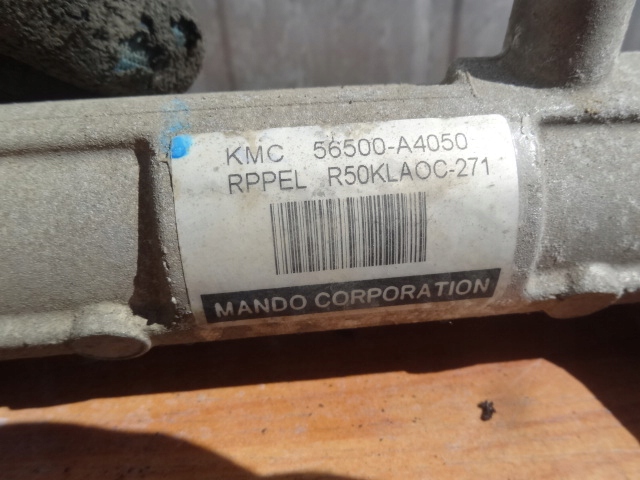 KMC 56500-A4050
RPPEL R50KLAOC-271
MANDO CORPORATION